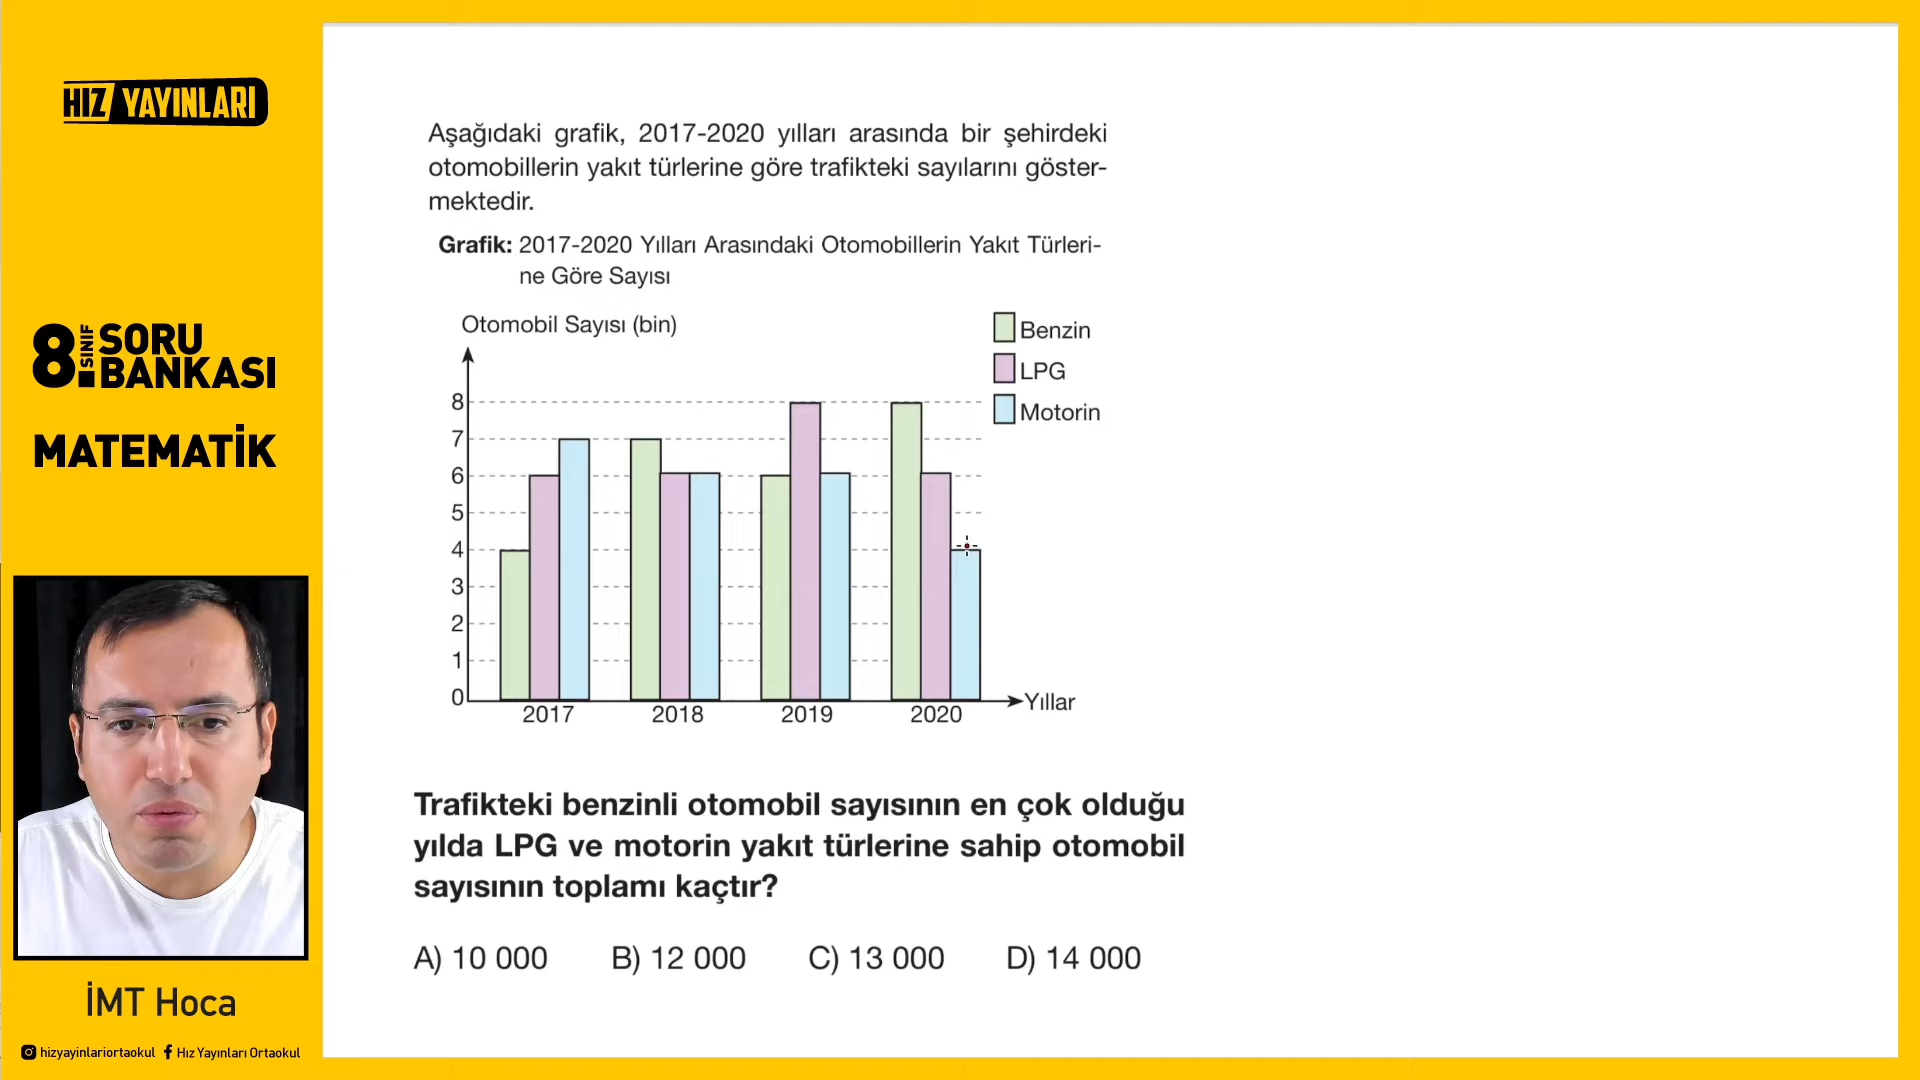 HIZ YAYINLARI
8. SINIF SORU BANKASI
MATEMATİK
İMT Hoca
hizyayinlariortaokul Hız Yayınları Ortaokul
Aşağıdaki grafik, 2017-2020 yılları arasında bir şehirdeki
otomobillerin yakıt türlerine göre trafikteki sayılarını göster-
mektedir.
Grafik: 2017-2020 Yılları Arasındaki Otomobillerin Yakıt Türleri-
ne Göre Sayısı
Otomobil Sayısı (bin)
Benzin
LPG
Motorin
8
7
6
5
4
3
2
1
0
2017 2018 2019 2020
Yıllar
Trafikteki benzinli otomobil sayısının en çok olduğu
yılda LPG ve motorin yakıt türlerine sahip otomobil
sayısının toplamı kaçtır?
A) 10 000 B) 12 000 C) 13 000 D) 14 000